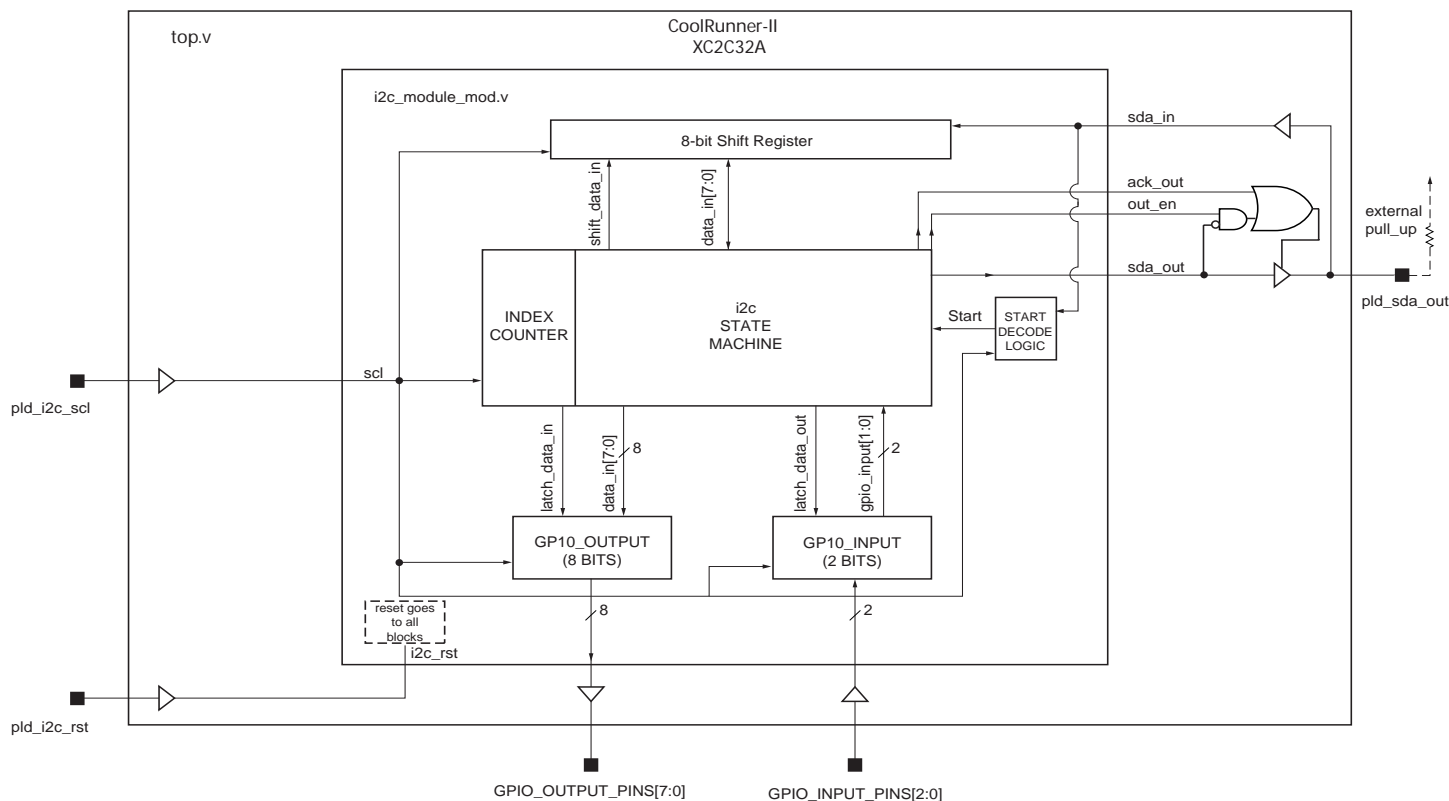 CoolRunner-II
XC2C32A
top.v
i2c_module_mod.v
8-bit Shift Register
sda_in
shift_data_in
data_in[7:0]
ack_out
out_en
external
pull_up
sda_out
pld_sda_out
INDEX
COUNTER
i2c
STATE
MACHINE
Start
START
DECODE
LOGIC
scl
pld_i2c_scl
latch_data_in
data_in[7:0]
8
latch_data_out
gpio_input[1:0]
2
GP10_OUTPUT
(8 BITS)
GP10_INPUT
(2 BITS)
reset goes
to all
blocks
8
2
i2c_rst
pld_i2c_rst
GPIO_OUTPUT_PINS[7:0]
GPIO_INPUT_PINS[2:0]